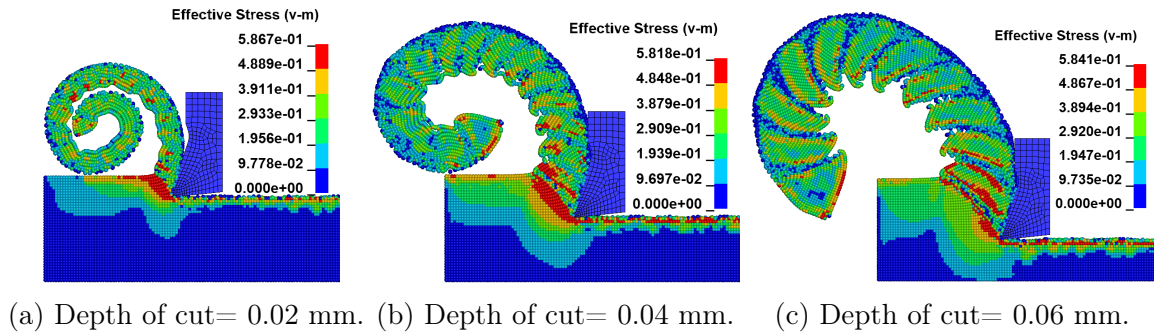 Effective Stress (v-m)
5.867e-01
4.889e-01
3.911e-01
2.933e-01
1.956e-01
9.778e-02
0.000e+00
Effective Stress (v-m)
5.818e-01
4.848e-01
3.879e-01
2.909e-01
1.939e-01
9.697e-02
0.000e+00
Effective Stress (v-m)
5.841e-01
4.867e-01
3.894e-01
2.920e-01
1.947e-01
9.735e-02
0.000e+00
(a) Depth of cut= 0.02 mm.
(b) Depth of cut= 0.04 mm.
(c) Depth of cut= 0.06 mm.